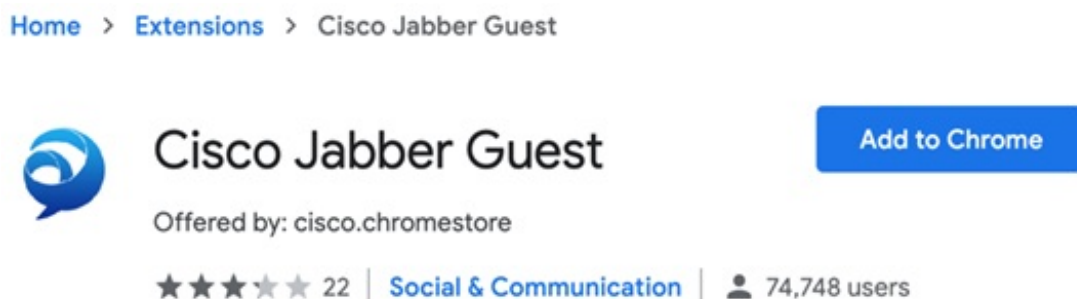 Home > Extensions > Cisco Jabber Guest
Cisco Jabber Guest
Add to Chrome
Offered by: cisco.chromestore
22 | Social & Communication | 74,748 users